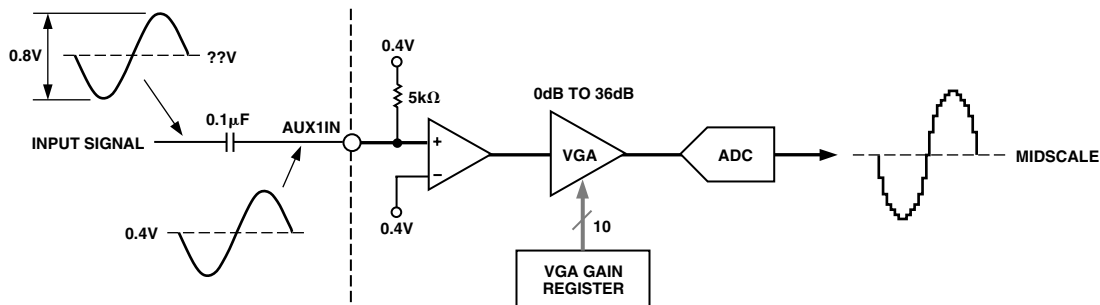 0.8V
??V
INPUT SIGNAL
0.1μF
AUX1IN
0.4V
0.4V
5kΩ
+
–
0.4V
0dB TO 36dB
VGA
10
VGA GAIN
REGISTER
ADC
MIDSCALE